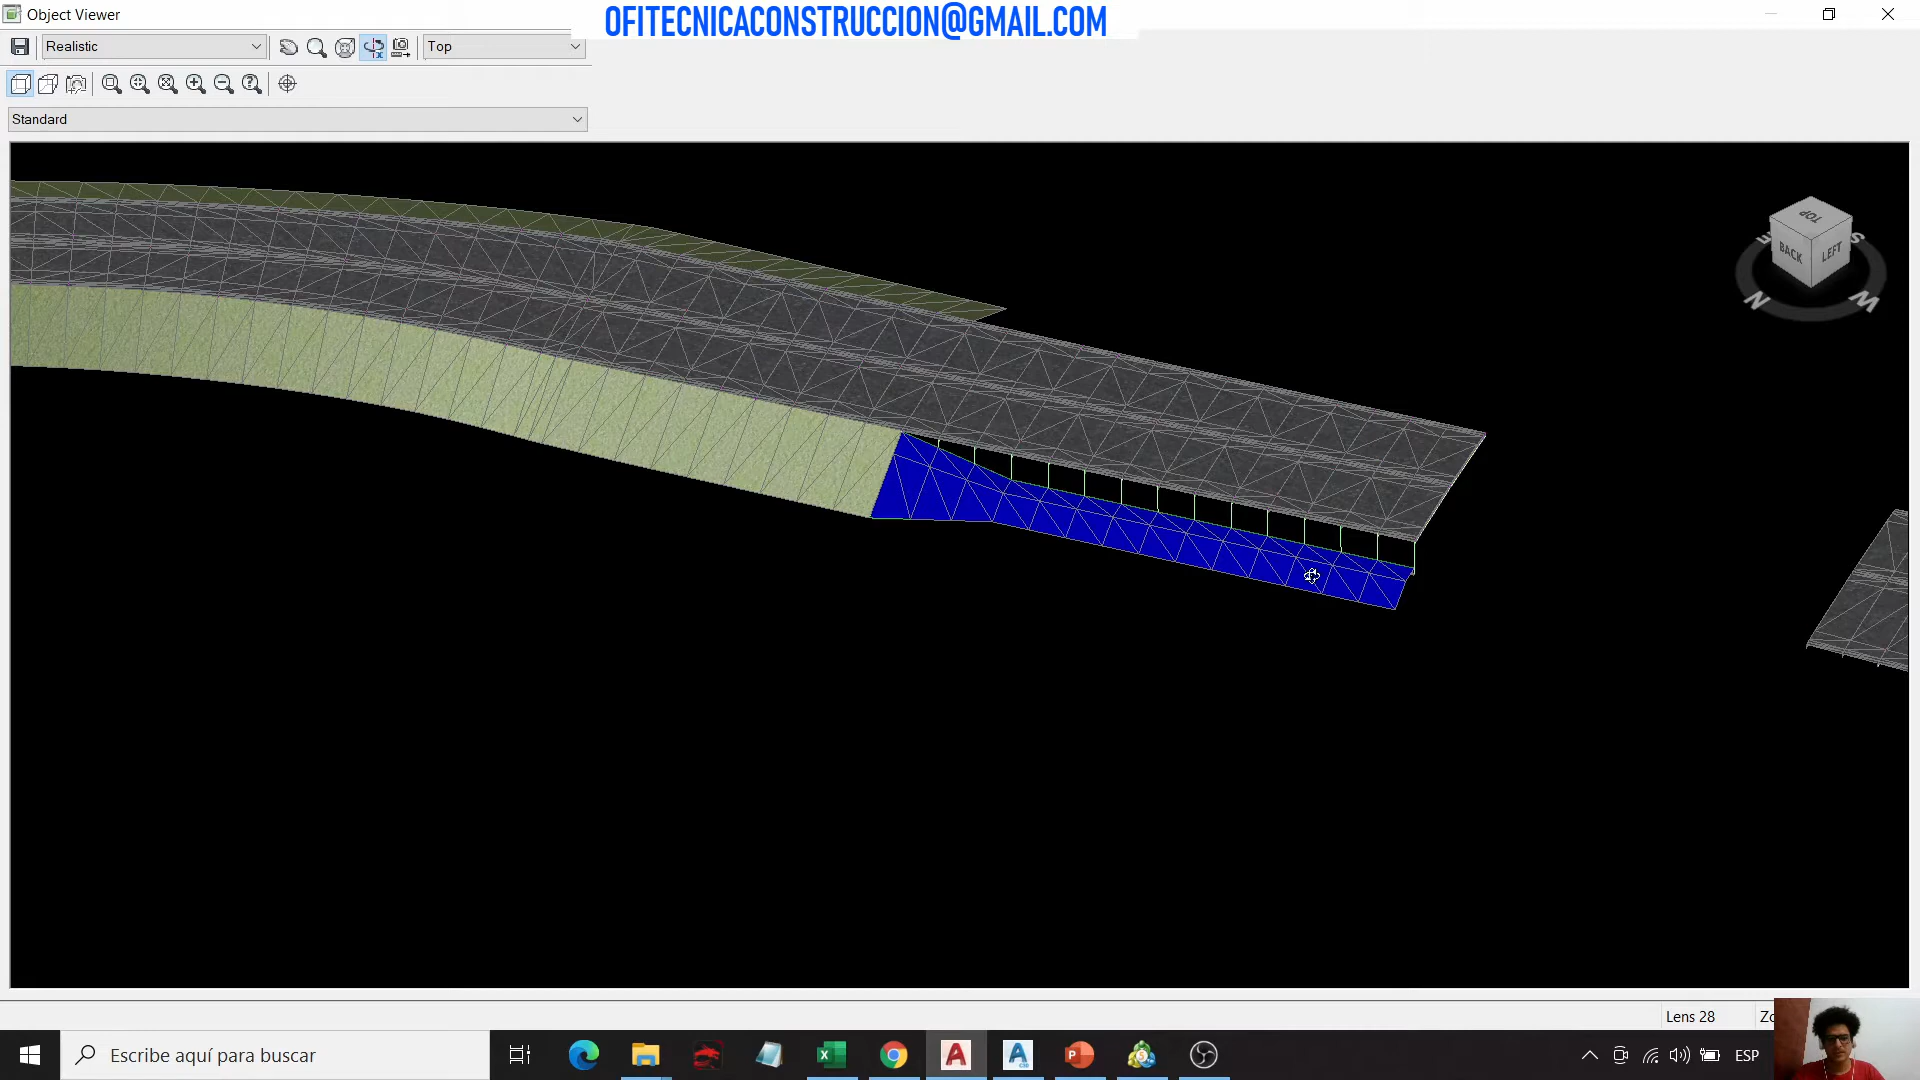 Object Viewer
OFITECNICACONSTRUCCION@GMAIL.COM
Realistic
Top
Standard
TOP
BACK
LEFT
S
N
Lens 28
Escribe aquí para buscar
ESP